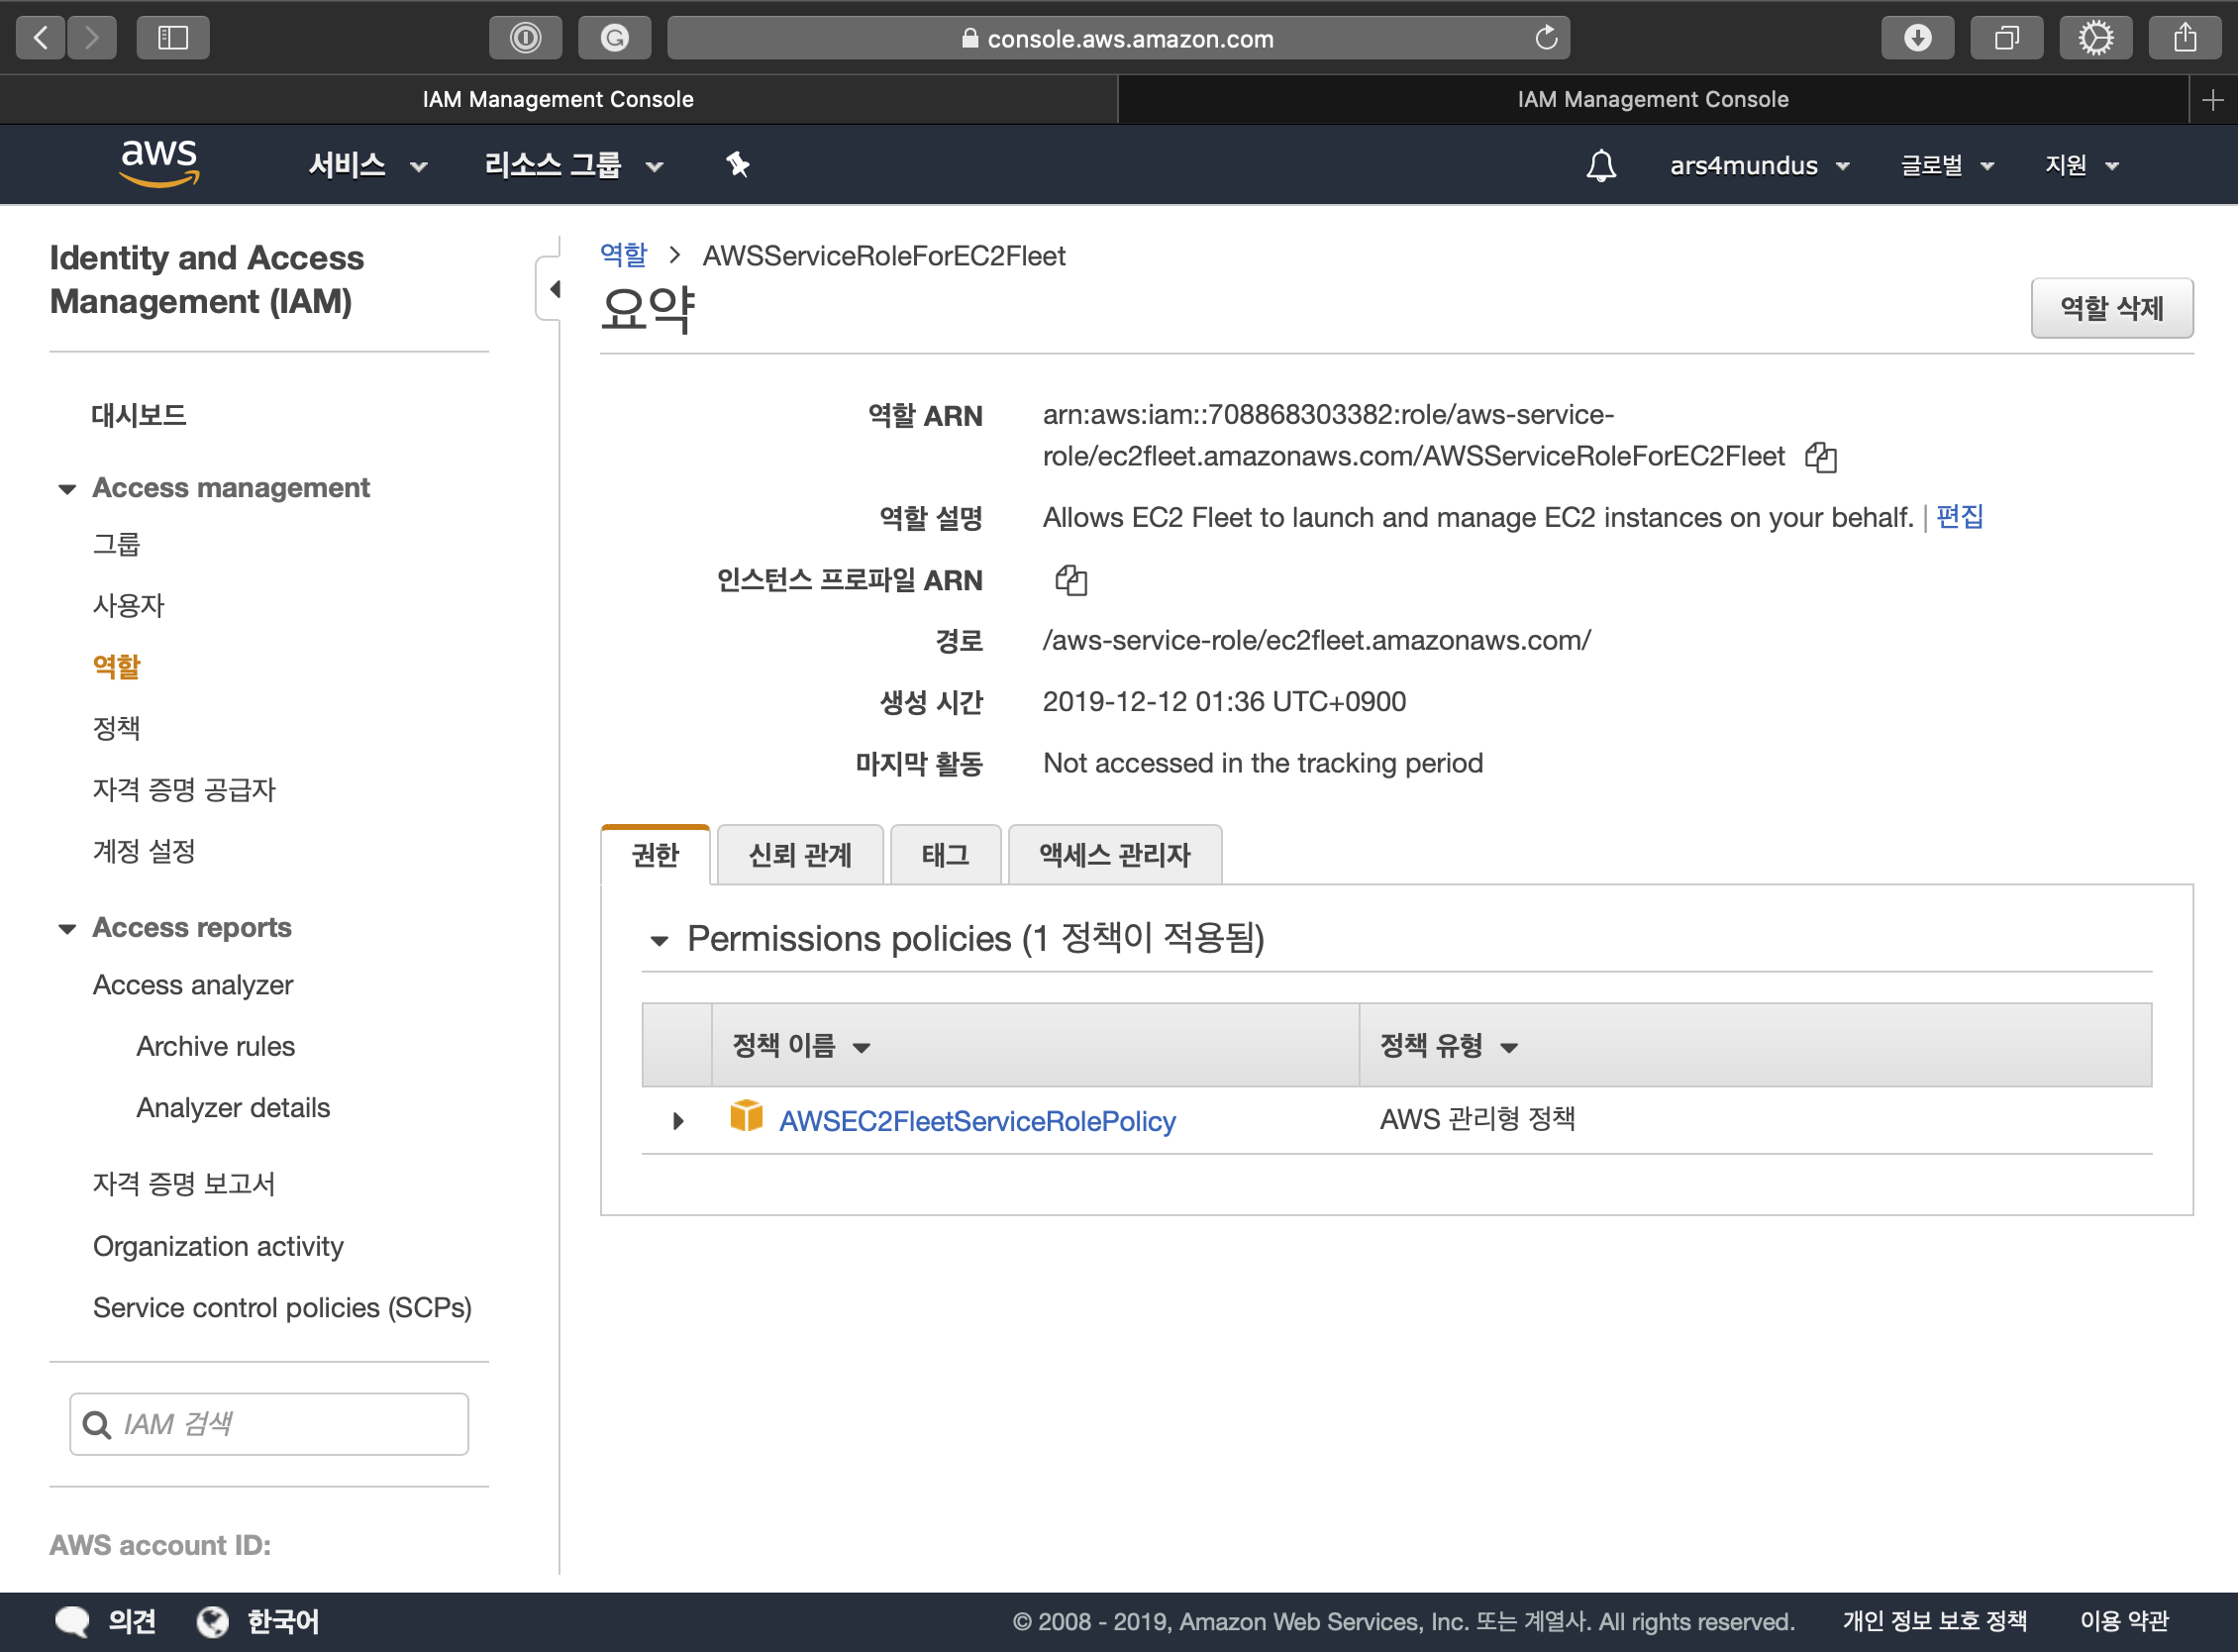 console.aws.amazon.com
IAM Management Console
IAM Management Console
aws
서비스
리소스 그룹
ars4mundus
글로벌
지원
Identity and Access
Management (IAM)
대시보드
Access management
그룹
사용자
역할
정책
자격 증명 공급자
계정 설정
Access reports
Access analyzer
Archive rules
Analyzer details
자격 증명 보고서
Organization activity
Service control policies (SCPs)
IAM 검색
AWS account ID:
역할 > AWSServiceRoleForEC2Fleet
요약
역할 삭제
역할 ARN
arn:aws:iam::708868303382:role/aws-service-
role/ec2fleet.amazonaws.com/AWSServiceRoleForEC2Fleet
역할 설명
Allows EC2 Fleet to launch and manage EC2 instances on your behalf. | 편집
인스턴스 프로파일 ARN
경로
/aws-service-role/ec2fleet.amazonaws.com/
생성 시간
2019-12-12 01:36 UTC+0900
마지막 활동
Not accessed in the tracking period
권한
신뢰 관계
태그
액세스 관리자
Permissions policies (1 정책이 적용됨)
정책 이름
정책 유형
AWSEC2FleetServiceRolePolicy
AWS 관리형 정책
의견
한국어
© 2008 - 2019, Amazon Web Services, Inc. 또는 계열사. All rights reserved.
개인 정보 보호 정책
이용 약관